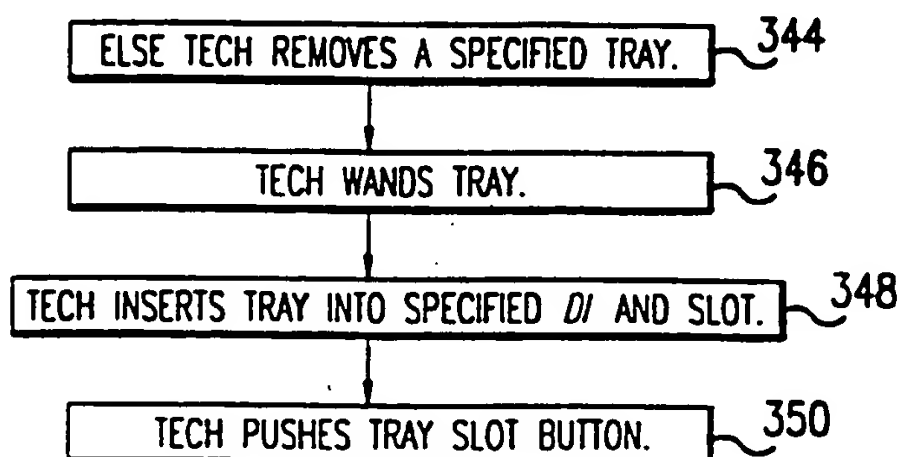 ELSE TECH REMOVES A SPECIFIED TRAY. 344
TECH WANDS TRAY. 346
TECH INSERTS TRAY INTO SPECIFIED DI AND SLOT. 348
TECH PUSHES TRAY SLOT BUTTON. 350